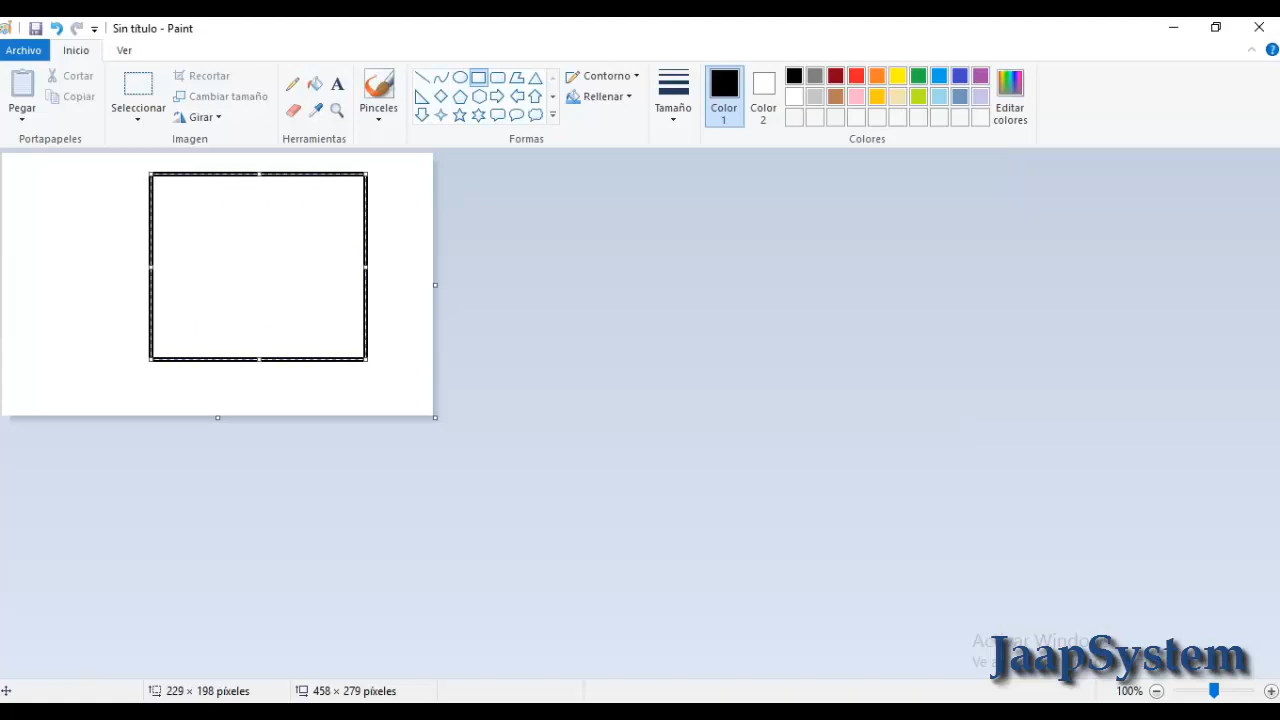 Sin título - Paint
Archivo Inicio Ver
Pegar
Cortar
Copiar
Portapapeles
Seleccionar
Recortar
Cambiar tamaño
Girar
Imagen
A
Herramientas
Pinceles
Contorno
Rellenar
Formas
Tamaño
Color
1
Color
2
Editar
colores
Colores
JaapSystem
229 × 198 píxeles 458 × 279 píxeles 100%